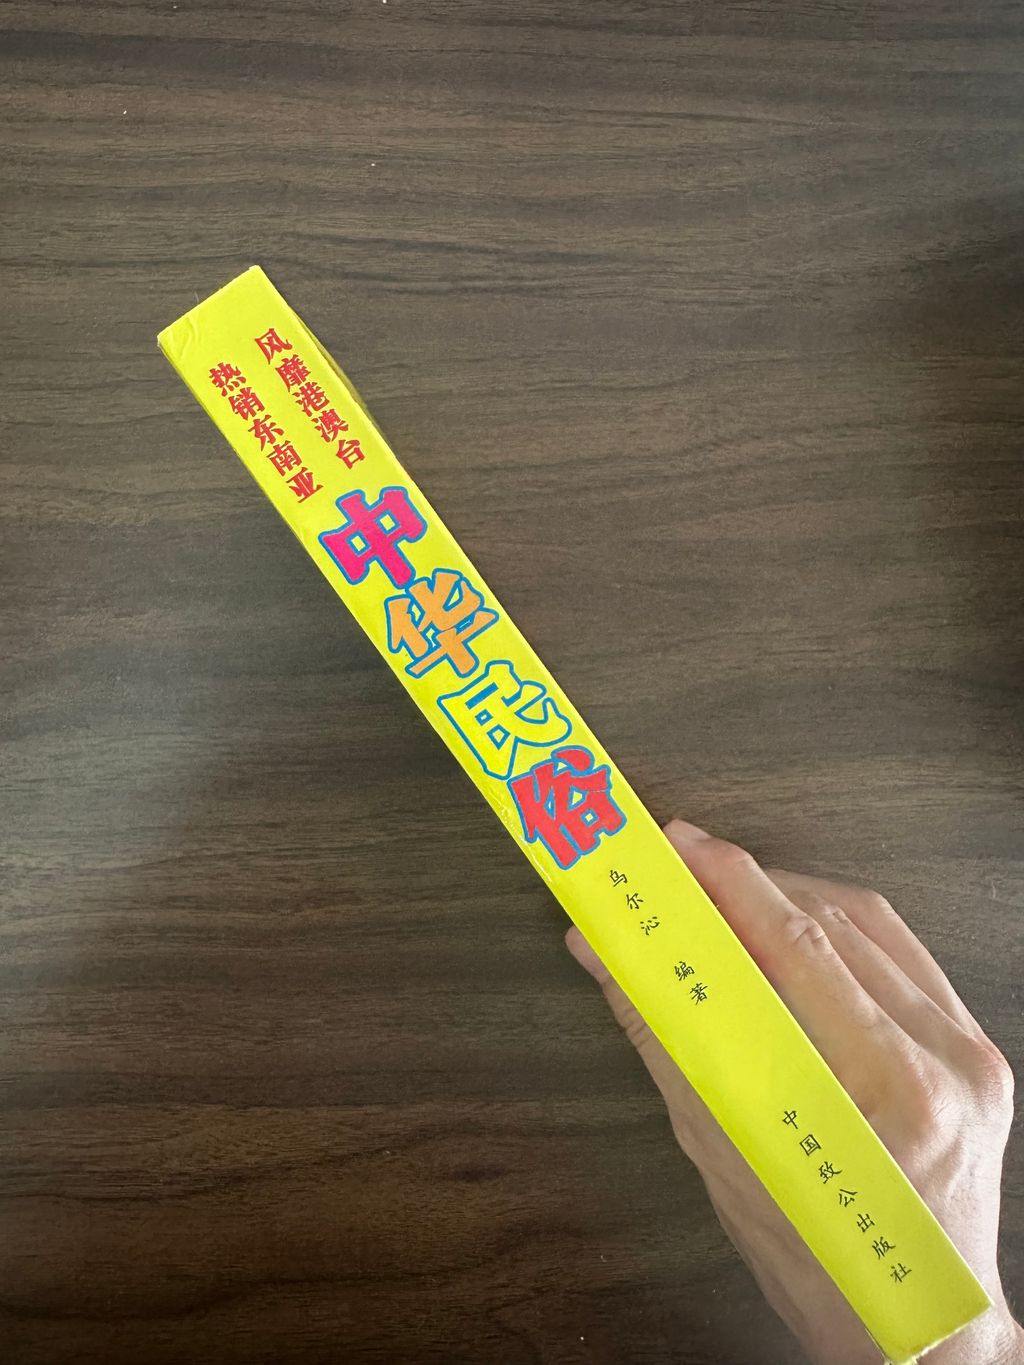 风靡港澳台
热销东南亚
中华民俗
乌尔沁 编著
中国致公出版社